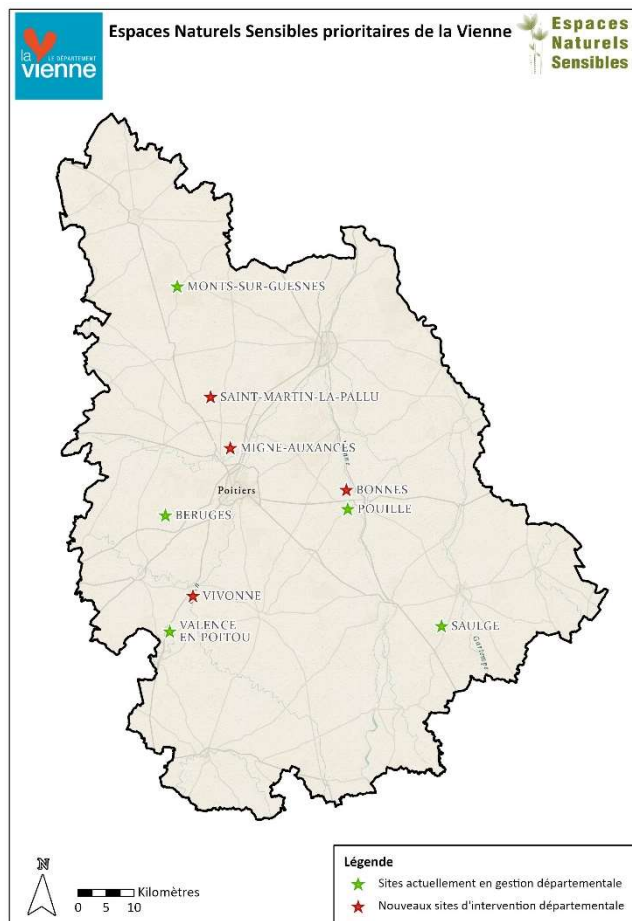 la
LE DÉPARTEMENT
vienne
Espaces Naturels Sensibles prioritaires de la Vienne
Espaces
Naturels
Sensibles
MONTS-SUR-GUESNES
SAINT-MARTIN-LA-PALLU
MIGNE-AUXANCES
Poitiers
BONNES
POUILLE
BERUGES
VIVONNE
VALENCE
EN POITOU
SAULGE
Gartempe
N
0 5 10 Kilomètres
Légende
Sites actuellement en gestion départementale
Nouveaux sites d'intervention départementale